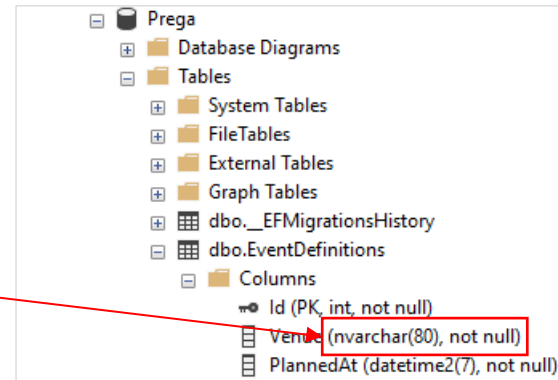 Prega
Database Diagrams
Tables
System Tables
FileTables
External Tables
Graph Tables
dbo.__EFMigrationsHistory
dbo.EventDefinitions
Columns
Id (PK, int, not null)
Venue (nvarchar(80), not null)
PlannedAt (datetime2(7), not null)